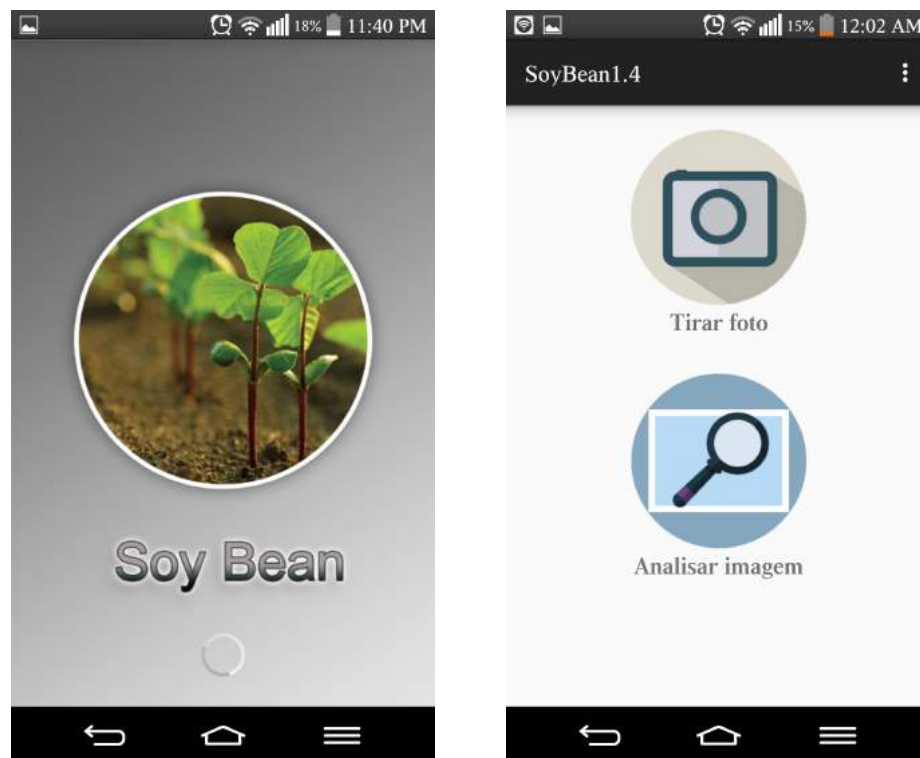 18% 11:40 PM
Soy Bean
15% 12:02 AM
SoyBean1.4
Tirar foto
Analisar imagem